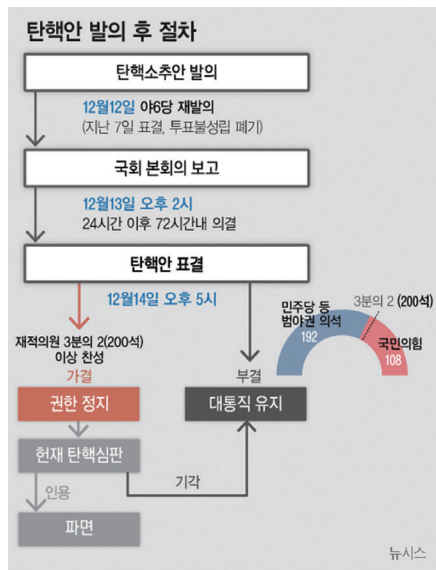 탄핵안 발의 후 절차
탄핵소추안 발의
12월12일 야6당 재발의
(지난 7일 표결, 투표불성립 폐기)
국회 본회의 보고
12월13일 오후 2시
24시간 이후 72시간내 의결
탄핵안 표결
12월14일 오후 5시
재적의원 3분의 2(200석)
이상 찬성
가결
부결
민주당 등
범야권 의석
192
3분의 2 (200석)
국민의힘
108
권한 정지
대통직 유지
헌재 탄핵심판
인용
기각
파면
뉴시스